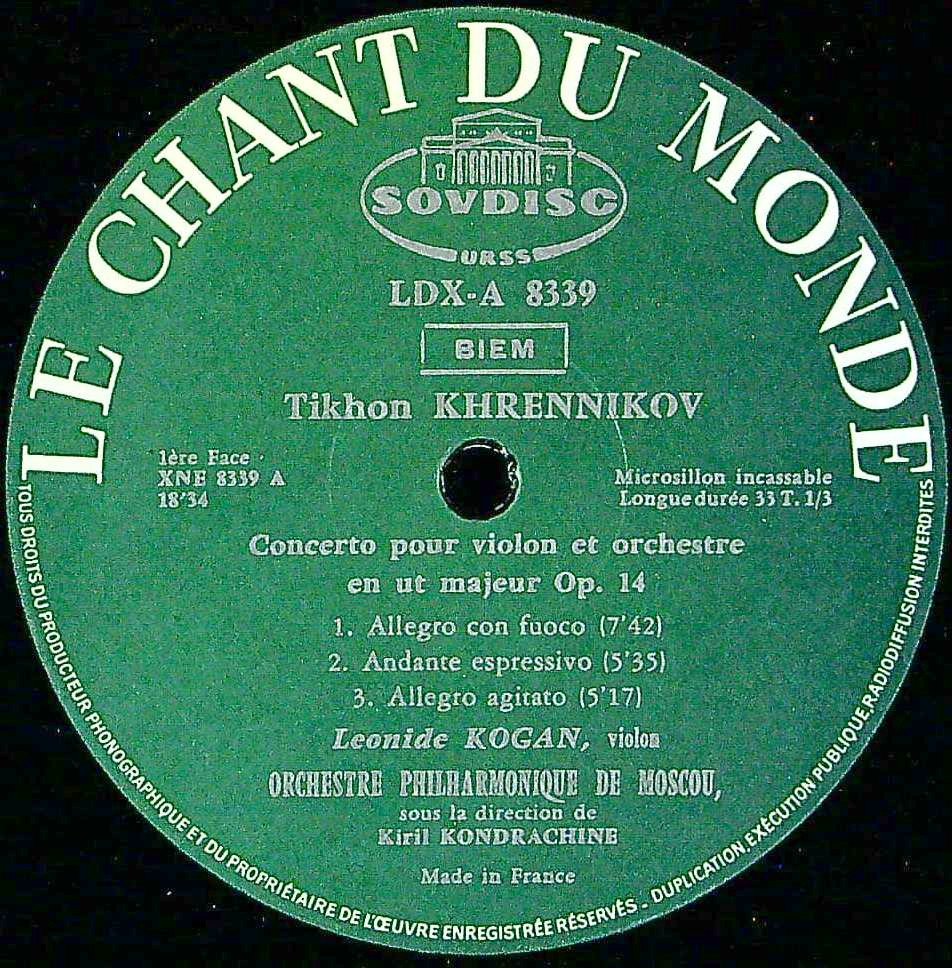 LE CHANT DU MONDE
SOVDISC
URSS
LDX-A 8339
BIEM
Tikhon KHRENNIKOV
1ère Face
XNE 8339 A
18'34
Microsillon incassable
Longue durée 33 T. 1/3
Concerto pour violon et orchestre
en ut majeur Op. 14
1. Allegro con fuoco (7'42)
2. Andante espressivo (5'35)
3. Allegro agitato (5'17)
Leonide KOGAN, violon
ORCHESTRE PHILHARMONIQUE DE MOSCOU,
sous la direction de
Kiril KONDRACHINE
Made in France
TOUS DROITS DU PRODUCTEUR PHONOGRAPHIQUE ET DU PROPRIÉTAIRE DE L'ŒUVRE ENREGISTRÉE RÉSERVÉS - DUPLICATION, EXÉCUTION PUBLIQUE, RADIODIFFUSION INTERDITES